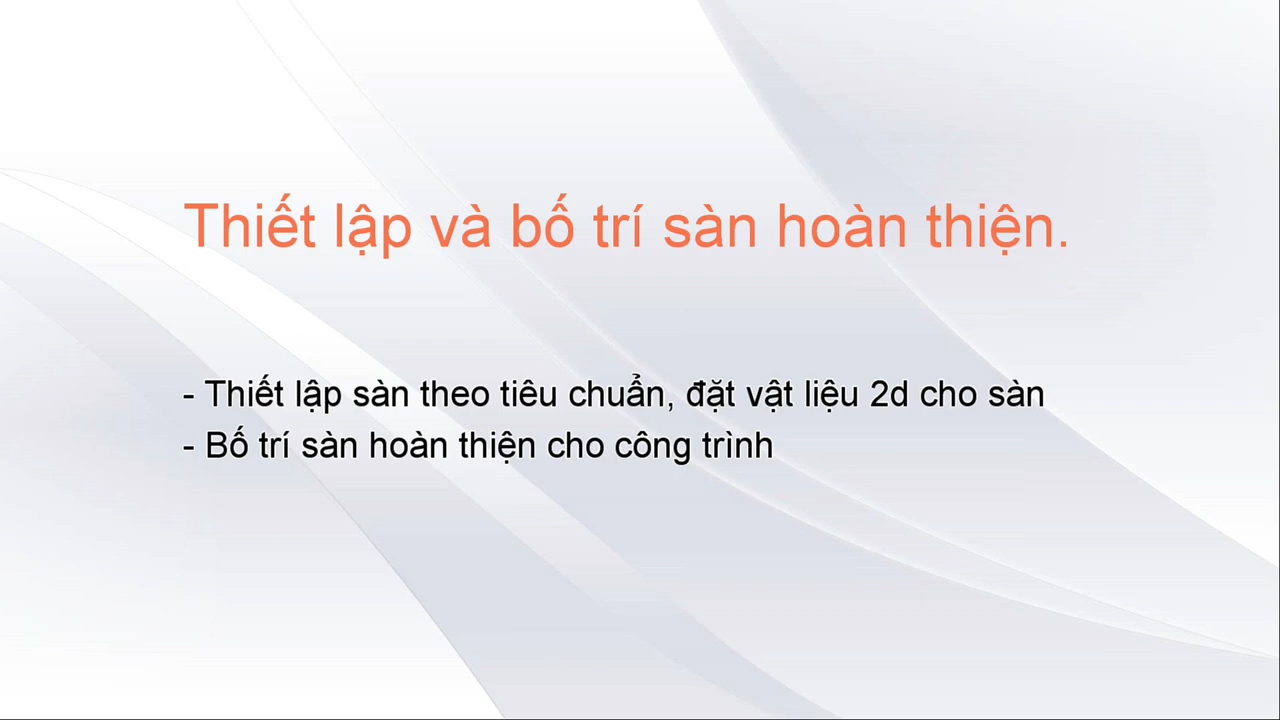 Thiết lập và bố trí sàn hoàn thiện.
- Thiết lập sàn theo tiêu chuẩn, đặt vật liệu 2d cho sàn
- Bố trí sàn hoàn thiện cho công trình